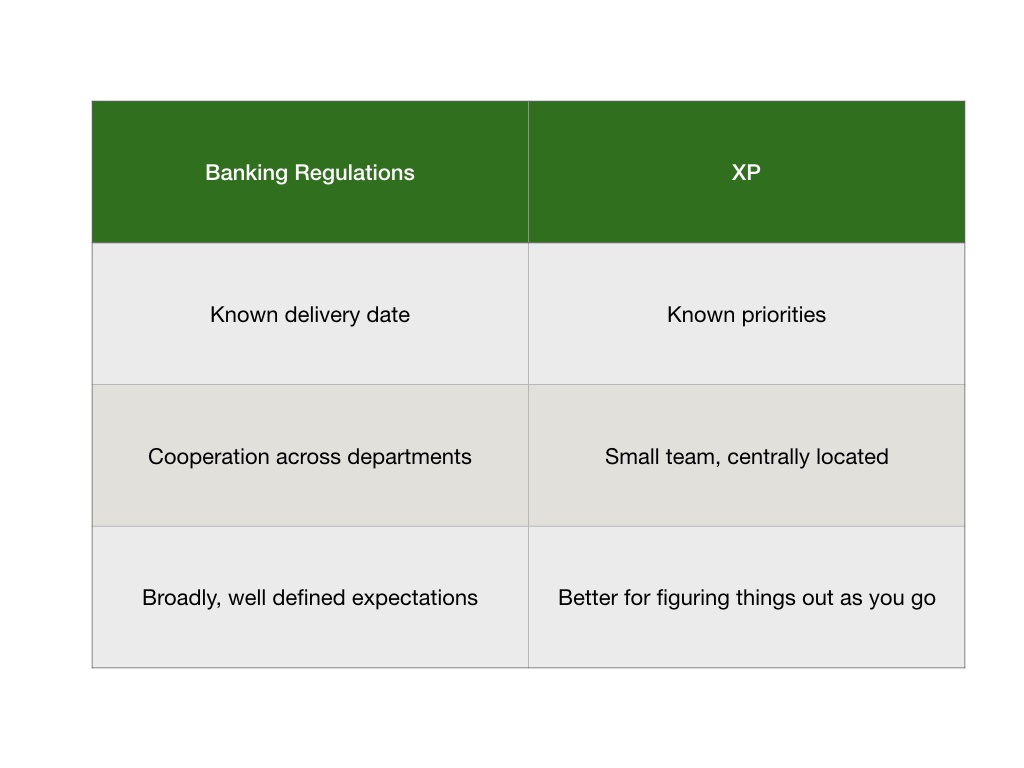 Banking Regulations
XP
Known delivery date
Known priorities
Cooperation across departments
Small team, centrally located
Broadly, well defined expectations
Better for figuring things out as you go